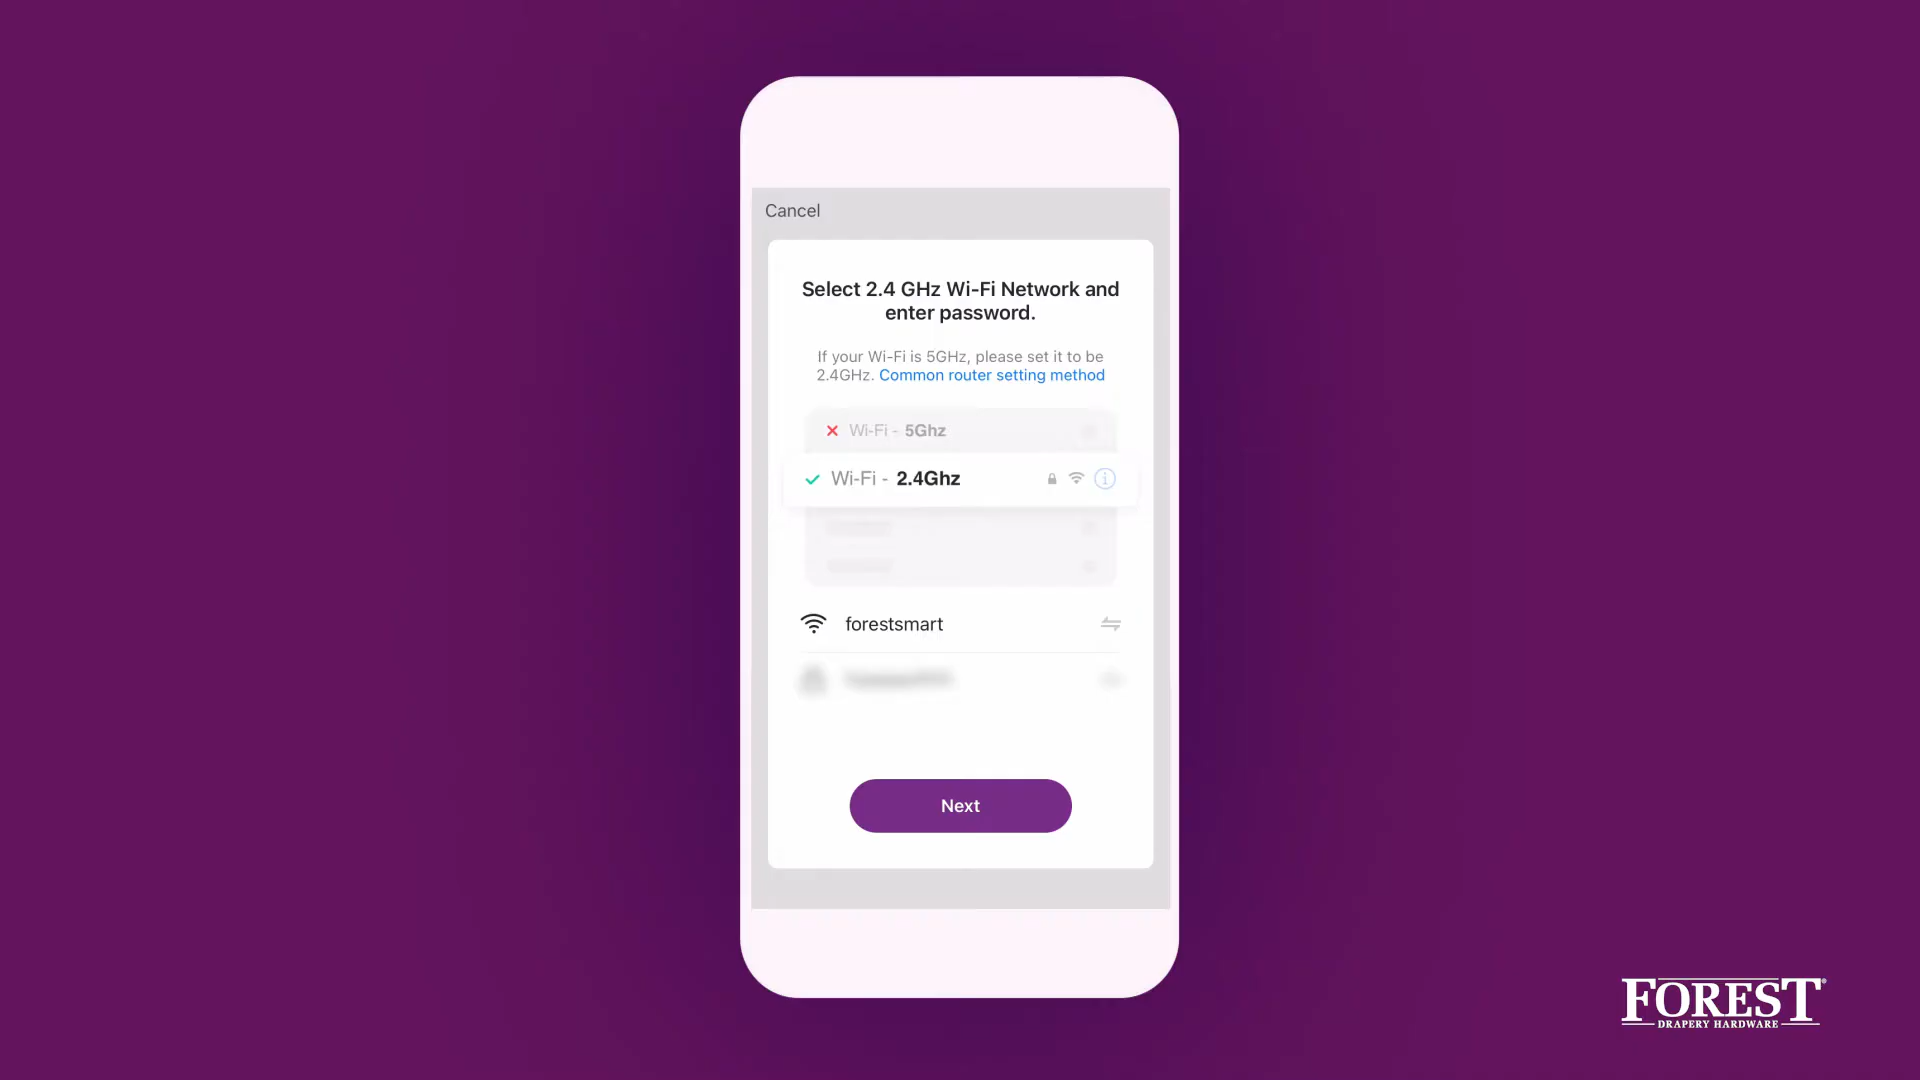 Cancel
Select 2.4 GHz Wi-Fi Network and
enter password.
If your Wi-Fi is 5GHz, please set it to be
2.4GHz. Common router setting method
Wi-Fi - 5Ghz
Wi-Fi - 2.4Ghz
forestsmart
Next
FOREST®
DRAPERY HARDWARE